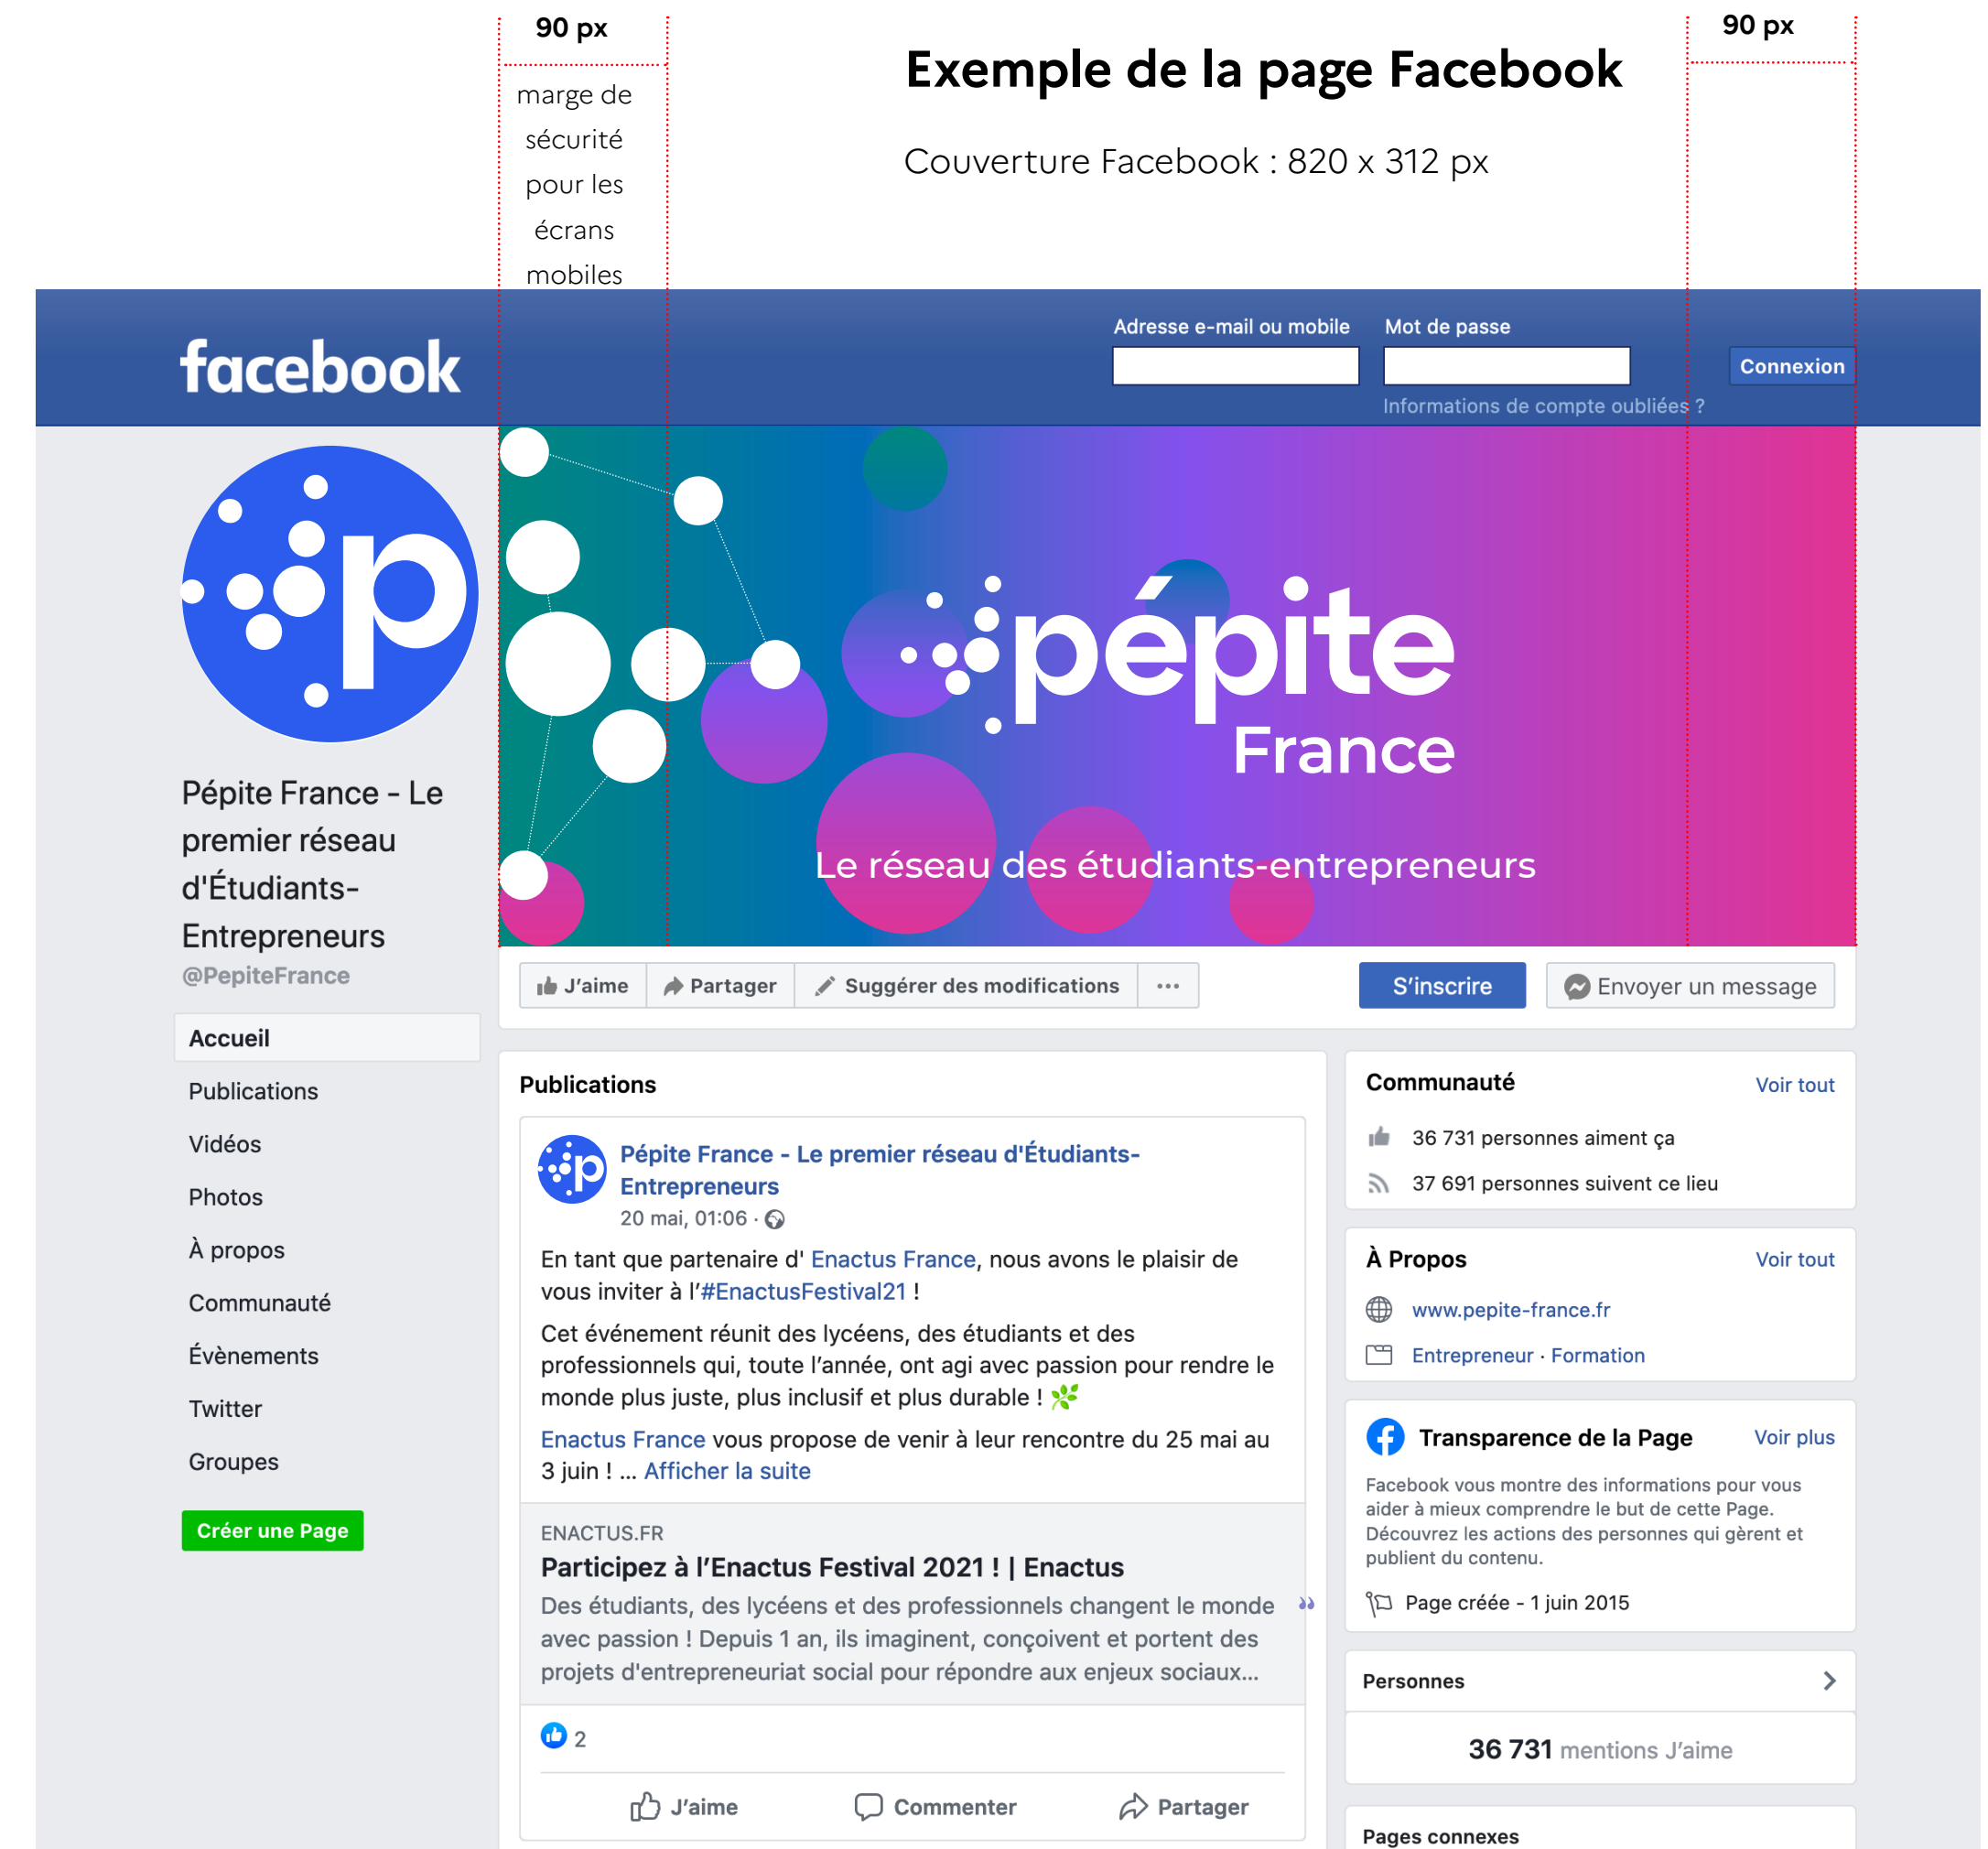 90 px
marge de
sécurité
pour les
écrans
mobiles
Exemple de la page Facebook
Couverture Facebook : 820 x 312 px
90 px
facebook
Adresse e-mail ou mobile
Mot de passe
Connexion
Informations de compte oubliées ?
p
pépite
France
Le réseau des étudiants-entrepreneurs
Pépite France - Le
premier réseau
d'Étudiants-
Entrepreneurs
@PepiteFrance
Accueil
Publications
Vidéos
Photos
À propos
Communauté
Évènements
Twitter
Groupes
Créer une Page
J’aime
Partager
Suggérer des modifications
...
S’inscrire
Envoyer un message
Publications
p
Pépite France - Le premier réseau d'Étudiants-
Entrepreneurs
20 mai, 01:06 ·
En tant que partenaire d' Enactus France, nous avons le plaisir de
vous inviter à l’#EnactusFestival21 !
Cet événement réunit des lycéens, des étudiants et des
professionnels qui, toute l’année, ont agi avec passion pour rendre le
monde plus juste, plus inclusif et plus durable ! 🌿
Enactus France vous propose de venir à leur rencontre du 25 mai au
3 juin ! ... Afficher la suite
ENACTUS.FR
Participez à l’Enactus Festival 2021 ! | Enactus
Des étudiants, des lycéens et des professionnels changent le monde
avec passion ! Depuis 1 an, ils imaginent, conçoivent et portent des
projets d'entrepreneuriat social pour répondre aux enjeux sociaux...
”
2
J’aime
Commenter
Partager
Communauté
Voir tout
36 731 personnes aiment ça
37 691 personnes suivent ce lieu
À Propos
Voir tout
www.pepite-france.fr
Entrepreneur · Formation
Transparence de la Page
Voir plus
Facebook vous montre des informations pour vous
aider à mieux comprendre le but de cette Page.
Découvrez les actions des personnes qui gèrent et
publient du contenu.
Page créée - 1 juin 2015
Personnes
36 731 mentions J’aime
Pages connexes